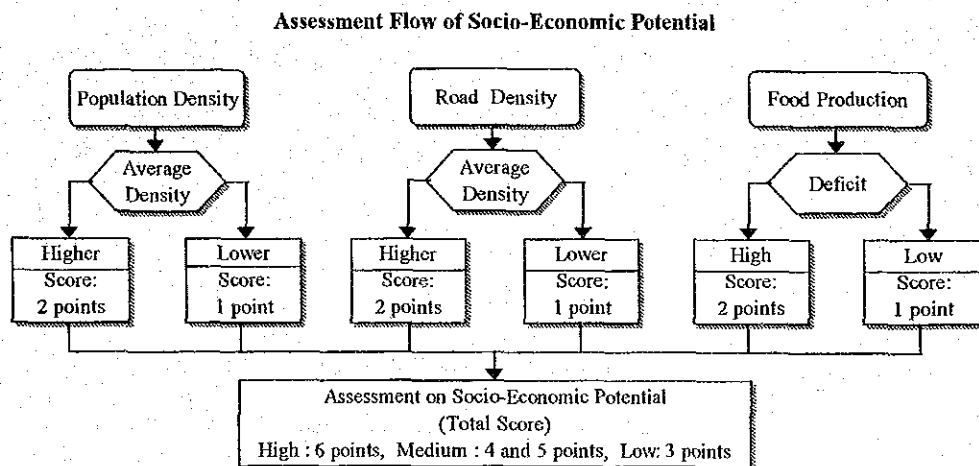 Assessment Flow of Socio-Economic Potential
Population Density
Road Density
Food Production
Average
Density
Average
Density
Deficit
Higher
Score:
2 points
Lower
Score:
1 point
Higher
Score:
2 points
Lower
Score:
1 point
High
Score:
2 points
Low
Score:
1 point
Assessment on Socio-Economic Potential
(Total Score)
High : 6 points, Medium : 4 and 5 points, Low: 3 points